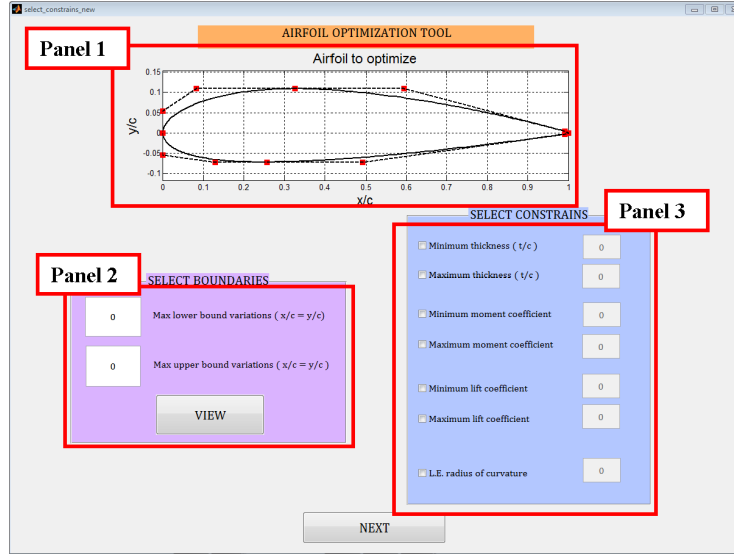 select_constrains_new
AIRFOIL OPTIMIZATION TOOL
Panel 1
Airfoil to optimize
0.15
0.1
0.05
0
-0.05
-0.1
y/c
0 0.1 0.2 0.3 0.4 0.5 0.6 0.7 0.8 0.9 1
x/c
Panel 3
SELECT CONSTRAINS
Minimum thickness ( t/c ) 0
Maximum thickness ( t/c ) 0
Minimum moment coefficient 0
Maximum moment coefficient 0
Minimum lift coefficient 0
Maximum lift coefficient 0
L.E. radius of curvature 0
Panel 2
SELECT BOUNDARIES
0 Max lower bound variations ( x/c = y/c)
0 Max upper bound variations ( x/c = y/c )
VIEW
NEXT